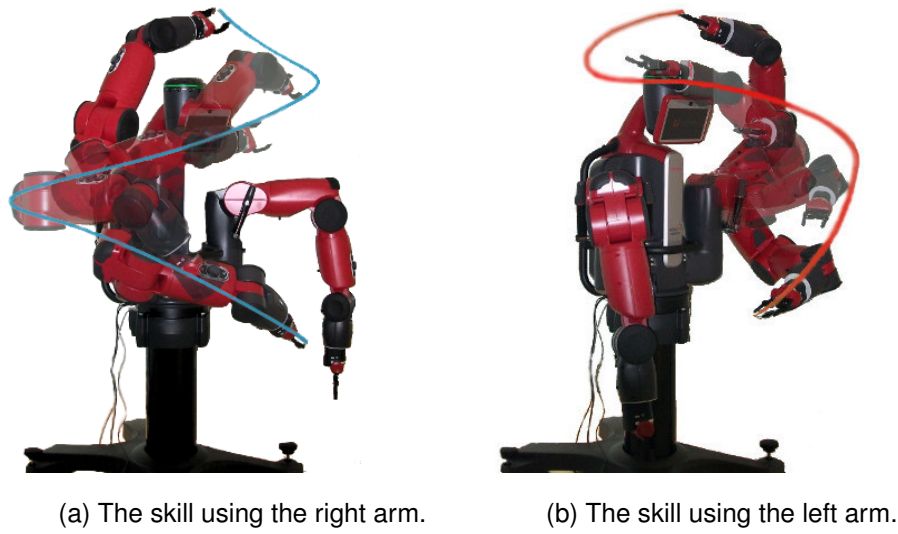 (a) The skill using the right arm.
(b) The skill using the left arm.